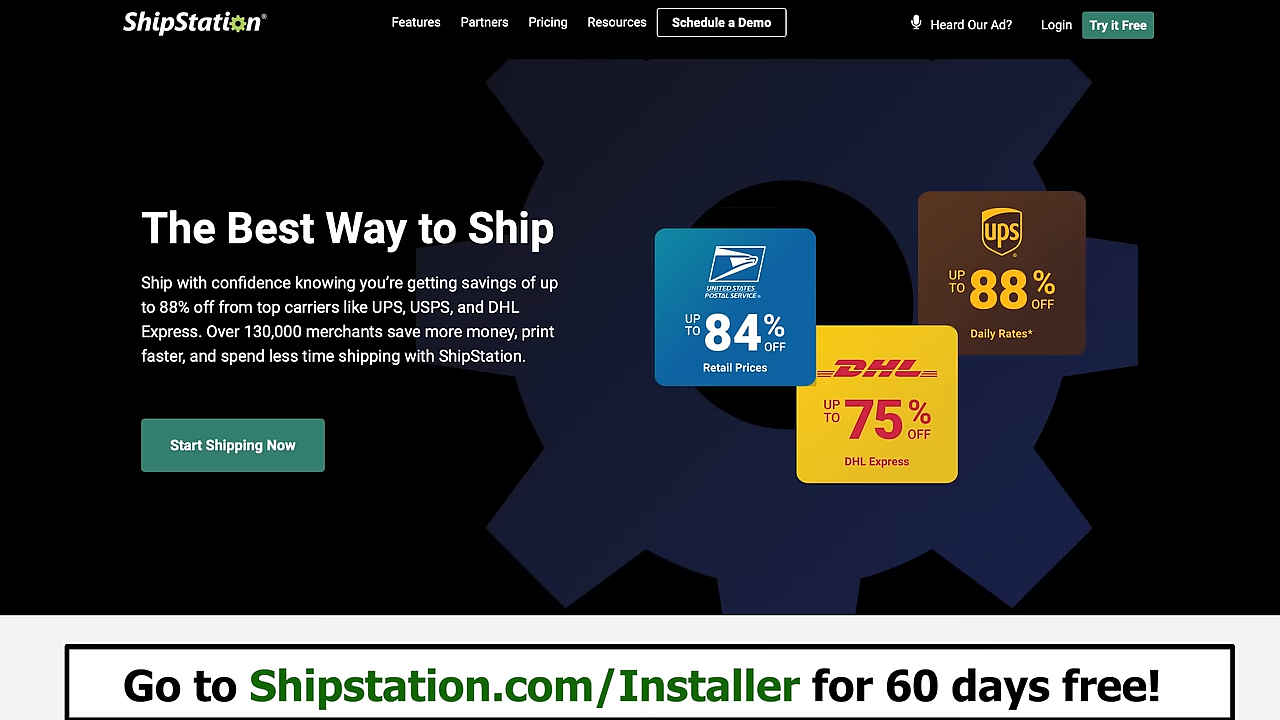 ShipStation®
Features Partners Pricing Resources Schedule a Demo Heard Our Ad? Login Try it Free
The Best Way to Ship
Ship with confidence knowing you're getting savings of up
to 88% off from top carriers like UPS, USPS, and DHL
Express. Over 130,000 merchants save more money, print
faster, and spend less time shipping with ShipStation.
Start Shipping Now
UNITED STATES
POSTAL SERVICE®
UP TO 84% OFF
Retail Prices
ups®
UP TO 88% OFF
Daily Rates*
DHL
UP TO 75% OFF
DHL Express
Go to Shipstation.com/Installer for 60 days free!